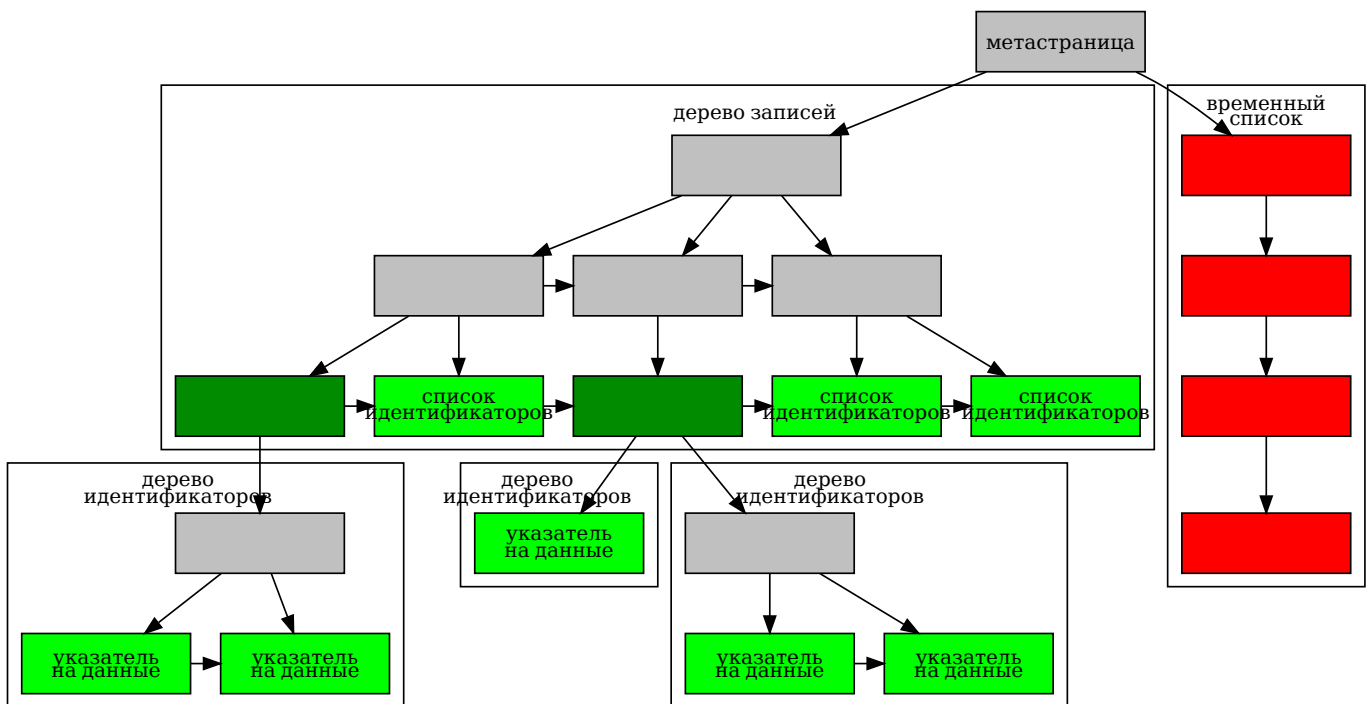 метастраница
дерево записей
временный
список
список
идентификаторов
список
идентификаторов
список
идентификаторов
дерево
идентификаторов
дерево
идентификаторов
дерево
идентификаторов
указатель
на данные
указатель
на данные
указатель
на данные
указатель
на данные
указатель
на данные